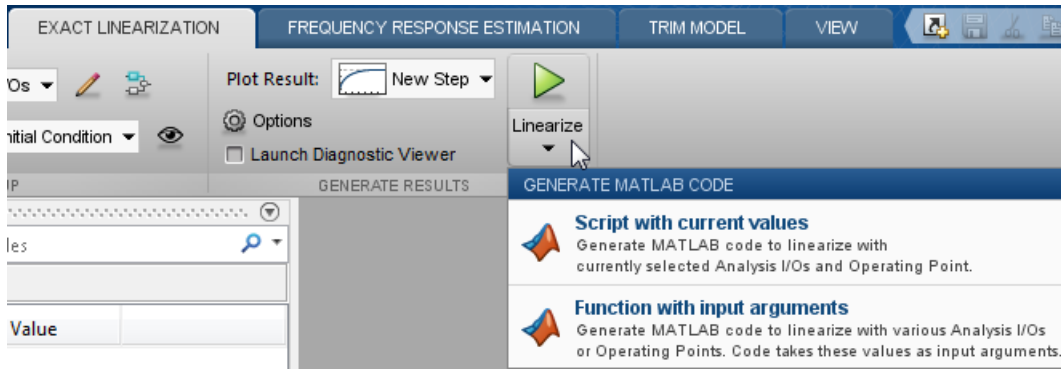 EXACT LINEARIZATION FREQUENCY RESPONSE ESTIMATION TRIM MODEL VIEW
/Os Plot Result: New Step
Options
nitial Condition Linearize
Launch Diagnostic Viewer
UP GENERATE RESULTS GENERATE MATLAB CODE
Script with current values
Generate MATLAB code to linearize with
currently selected Analysis I/Os and Operating Point.
les
Function with input arguments
Value Generate MATLAB code to linearize with various Analysis I/Os
or Operating Points. Code takes these values as input arguments.